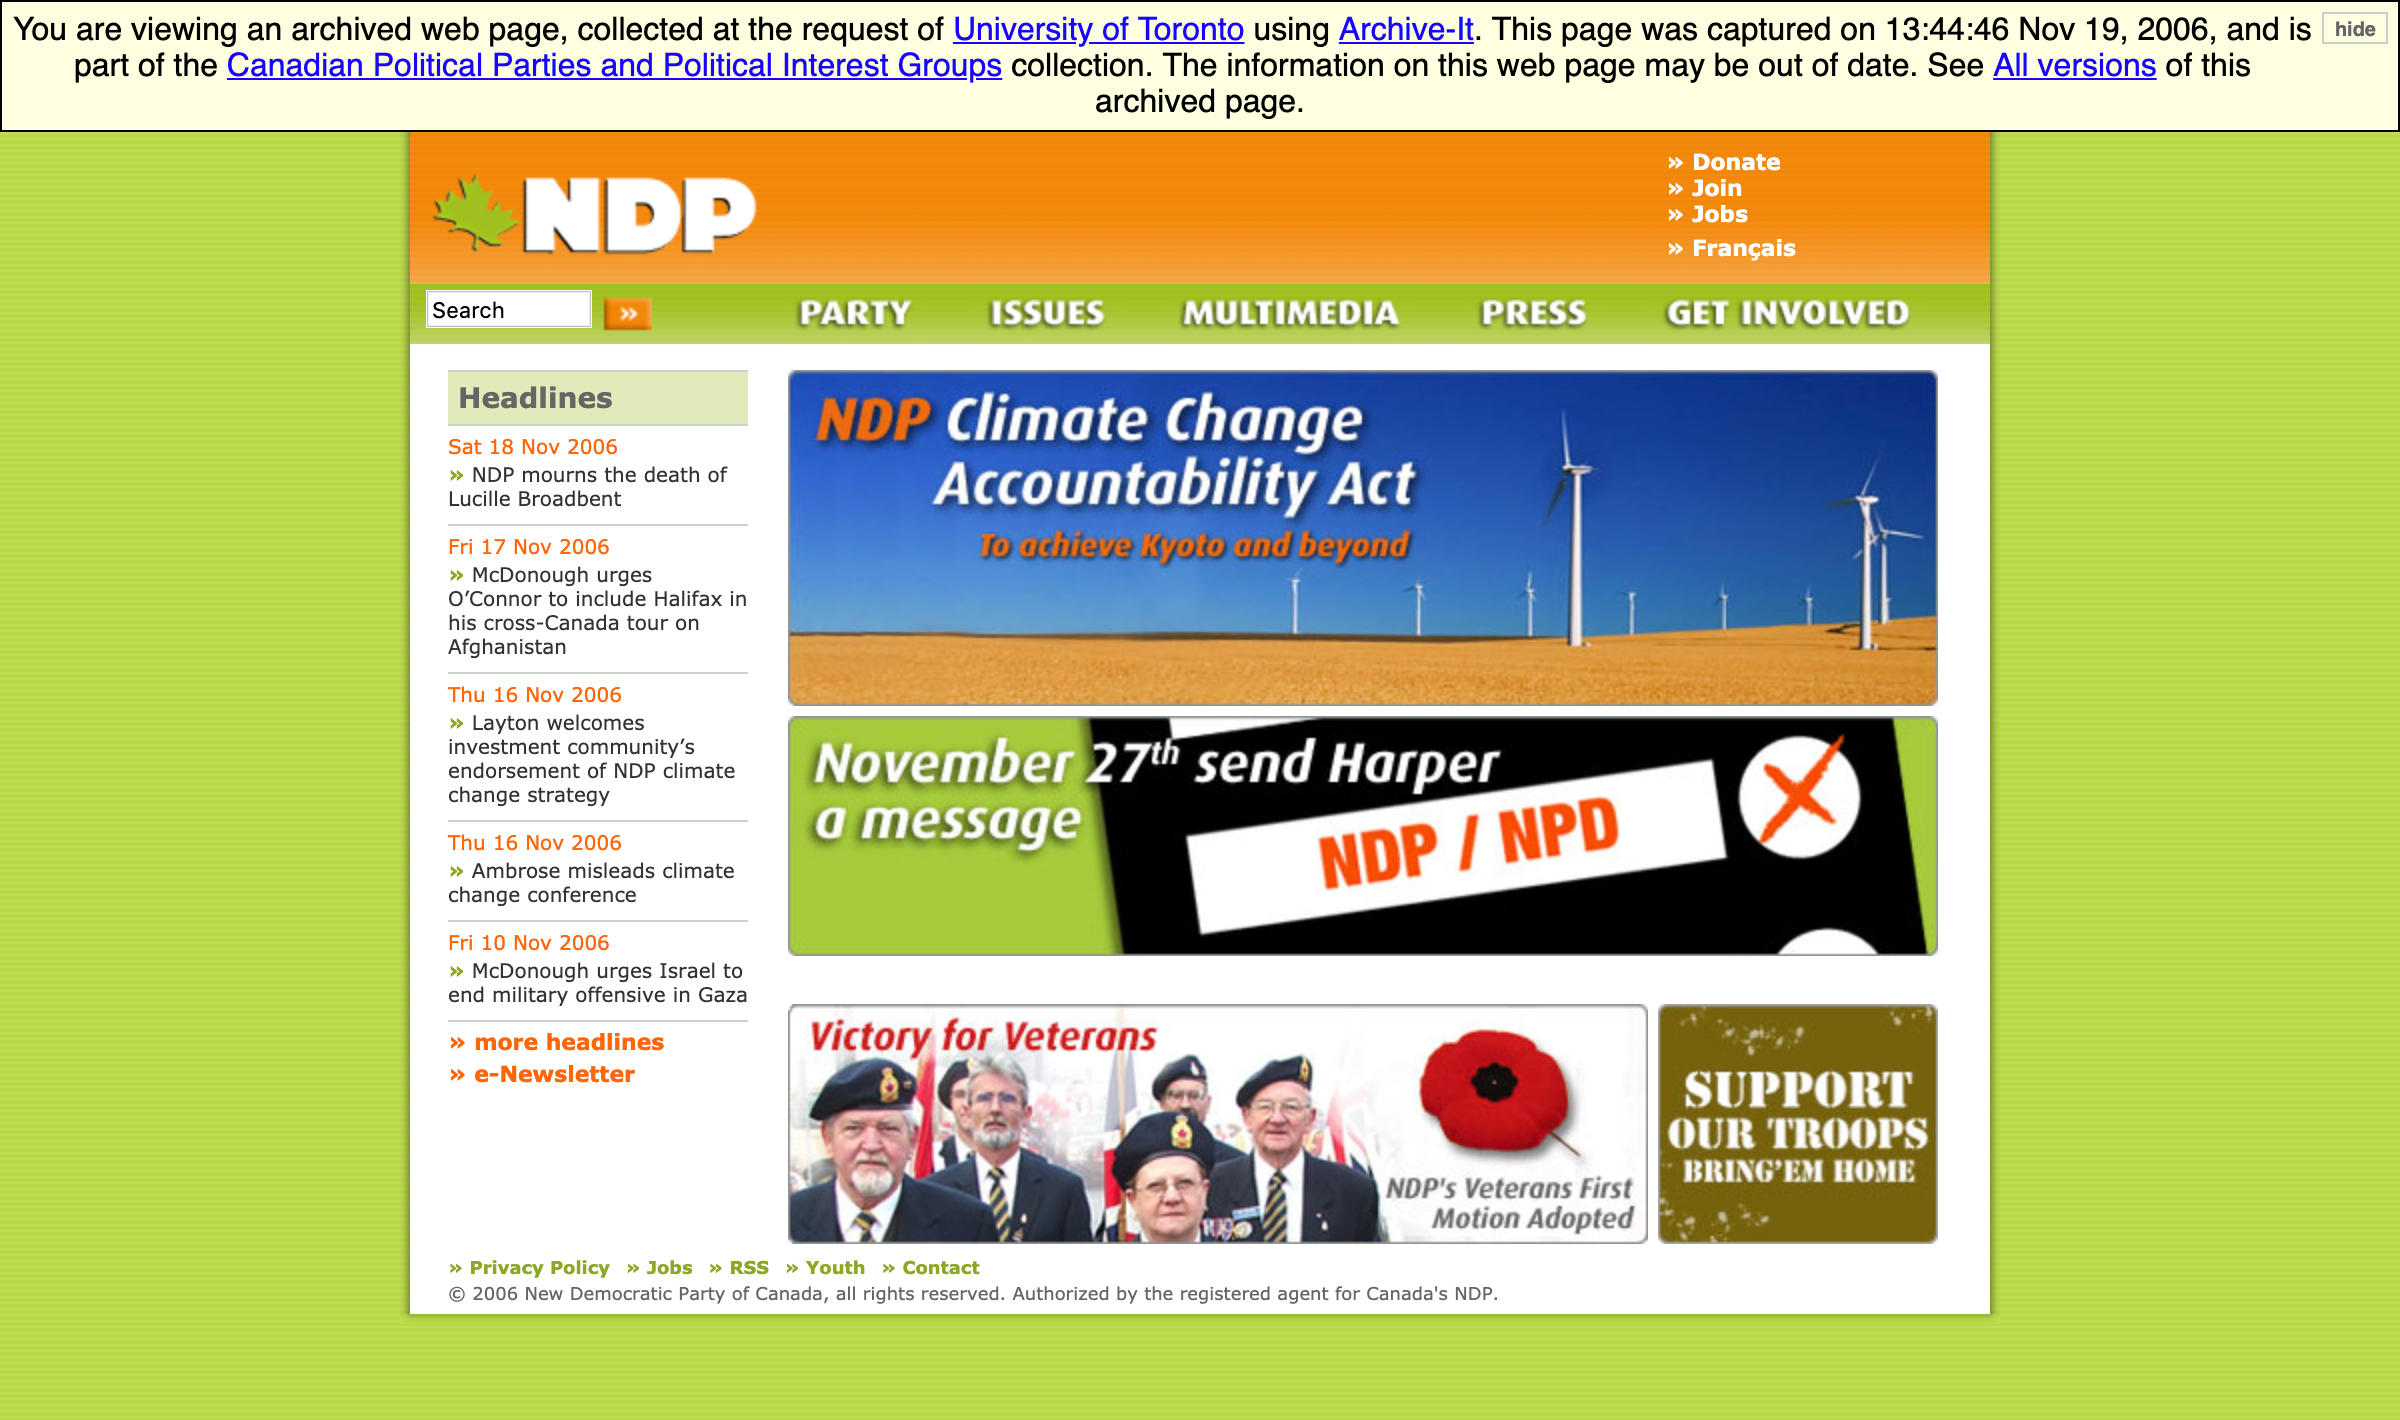 You are viewing an archived web page, collected at the request of University of Toronto using Archive-It. This page was captured on 13:44:46 Nov 19, 2006, and is
part of the Canadian Political Parties and Political Interest Groups collection. The information on this web page may be out of date. See All versions of this
archived page.
hide
NDP
» Donate
» Join
» Jobs
» Français
Search
»
PARTY
ISSUES
MULTIMEDIA
PRESS
GET INVOLVED
Headlines
Sat 18 Nov 2006
» NDP mourns the death of
Lucille Broadbent
Fri 17 Nov 2006
» McDonough urges
O’Connor to include Halifax in
his cross-Canada tour on
Afghanistan
Thu 16 Nov 2006
» Layton welcomes
investment community’s
endorsement of NDP climate
change strategy
Thu 16 Nov 2006
» Ambrose misleads climate
change conference
Fri 10 Nov 2006
» McDonough urges Israel to
end military offensive in Gaza
» more headlines
» e-Newsletter
NDP Climate Change
Accountability Act
To achieve Kyoto and beyond
November 27th send Harper
a message
NDP / NPD
Victory for Veterans
NDP's Veterans First
Motion Adopted
SUPPORT
OUR TROOPS
BRING'EM HOME
» Privacy Policy » Jobs » RSS » Youth » Contact
© 2006 New Democratic Party of Canada, all rights reserved. Authorized by the registered agent for Canada's NDP.